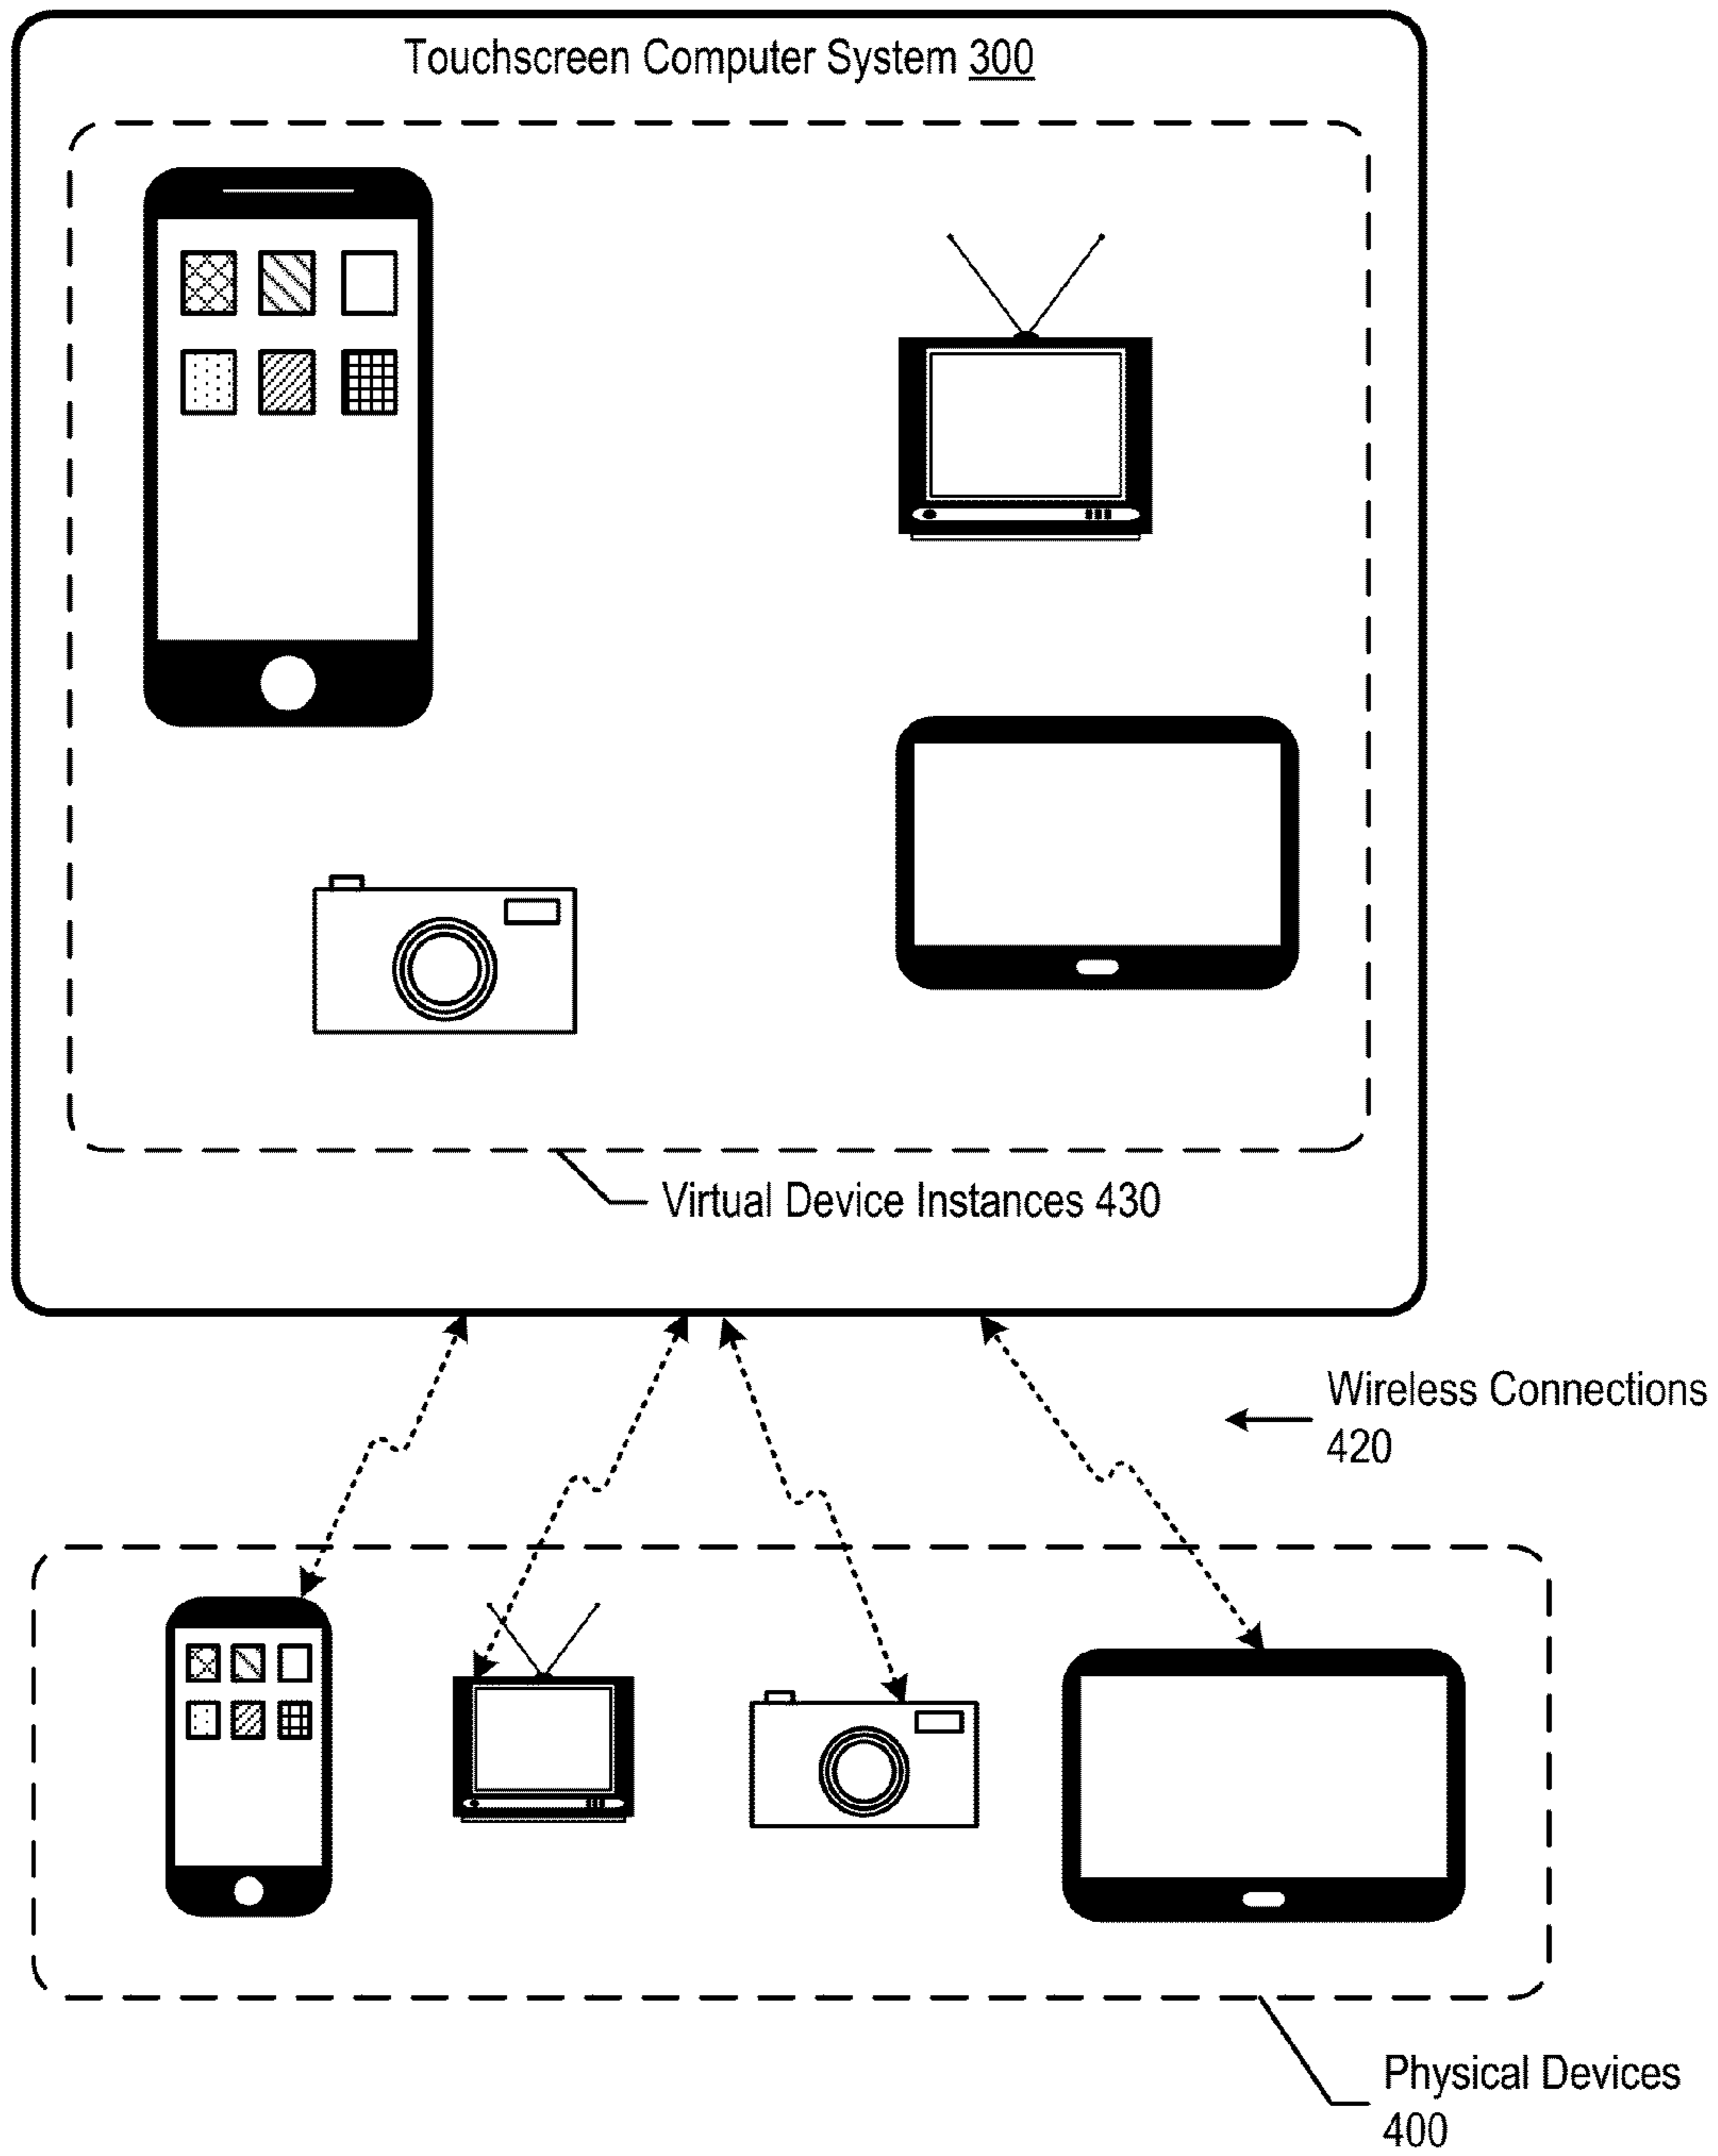 Touchscreen Computer System 300
Virtual Device Instances 430
Wireless Connections
420
Physical Devices
400